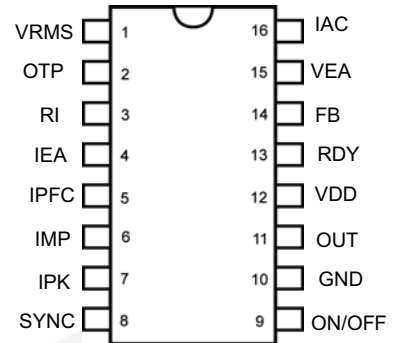 VRMS 1 16 IAC
OTP 2 15 VEA
RI 3 14 FB
IEA 4 13 RDY
IPFC 5 12 VDD
IMP 6 11 OUT
IPK 7 10 GND
SYNC 8 9 ON/OFF